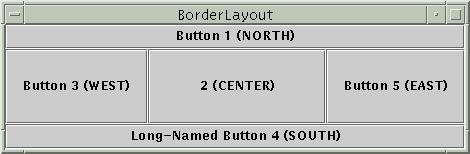 BorderLayout
Button 1 (NORTH)
Button 3 (WEST) 2 (CENTER) Button 5 (EAST)
Long-Named Button 4 (SOUTH)